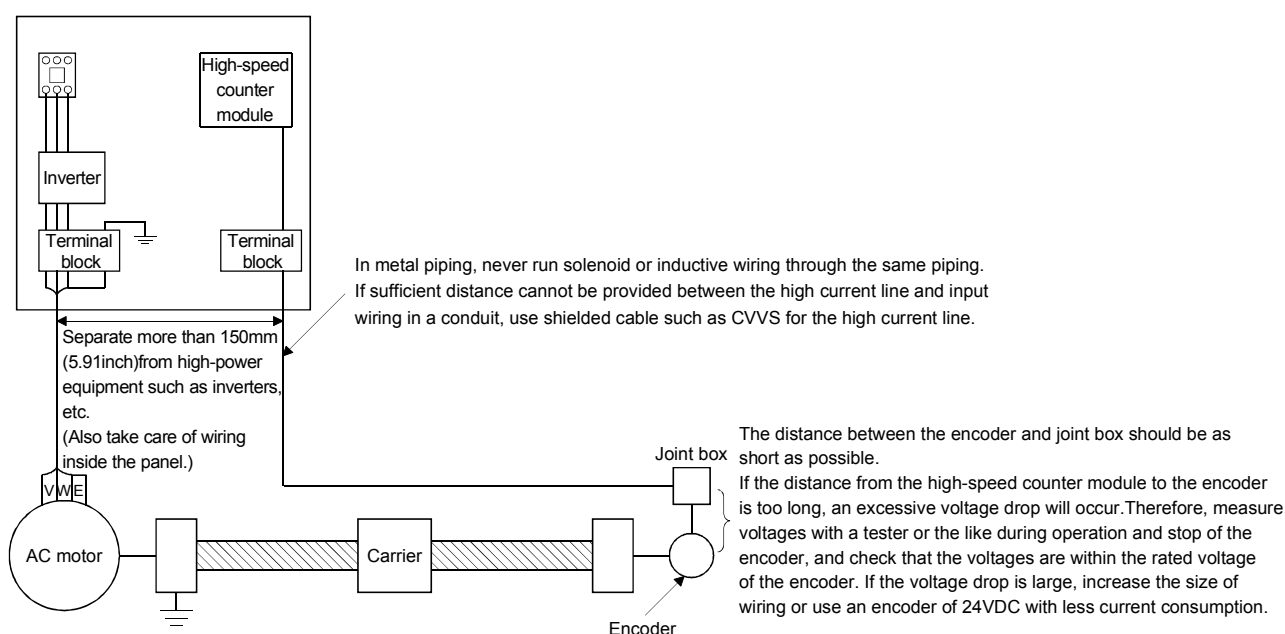 High-speed
counter
module
Inverter
Terminal
block
Terminal
block
In metal piping, never run solenoid or inductive wiring through the same piping.
If sufficient distance cannot be provided between the high current line and input
wiring in a conduit, use shielded cable such as CVVS for the high current line.
Separate more than 150mm
(5.91inch)from high-power
equipment such as inverters,
etc.
(Also take care of wiring
inside the panel.)
The distance between the encoder and joint box should be as
short as possible.
If the distance from the high-speed counter module to the encoder
is too long, an excessive voltage drop will occur.Therefore, measure
voltages with a tester or the like during operation and stop of the
encoder, and check that the voltages are within the rated voltage
of the encoder. If the voltage drop is large, increase the size of
wiring or use an encoder of 24VDC with less current consumption.
Joint box
VWE
AC motor
Carrier
Encoder